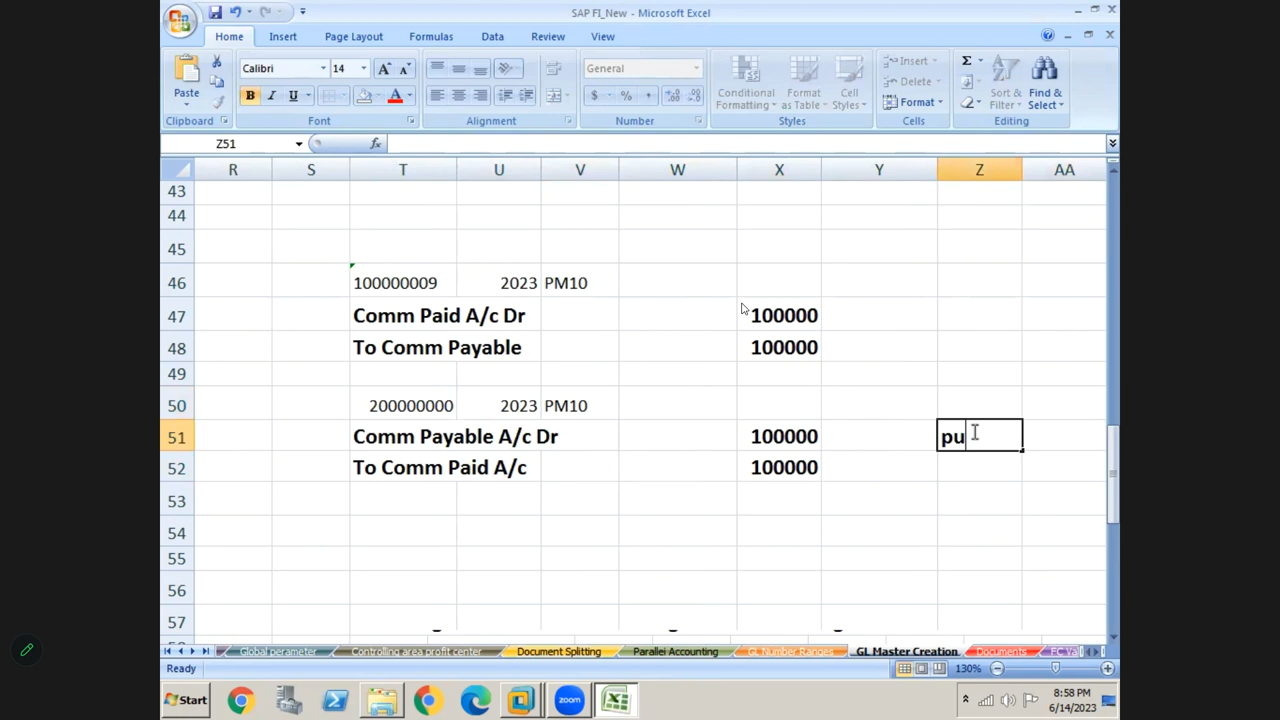 SAP FI_New - Microsoft Excel
Home Insert Page Layout Formulas Data Review View
Paste
Clipboard
Calibri 14 A A
B I U A
Font
Alignment
General
$ % ,
Number
Conditional Formatting
Format as Table
Cell Styles
Styles
Insert
Delete
Format
Cells
Σ
Sort & Filter
Find & Select
Editing
Z51 fx
R S T U V W X Y Z AA
43
44
45
46 100000009 2023 PM10
47 Comm Paid A/c Dr 100000
48 To Comm Payable 100000
49
50 200000000 2023 PM10
51 Comm Payable A/c Dr 100000 pu
52 To Comm Paid A/c 100000
53
54
55
56
57
Global perameter Controlling area profit center Document Splitting Parallel Accounting GL Number Ranges GL Master Creation Documents FC Va
Ready 130%
Start zoom 8:58 PM
6/14/2023